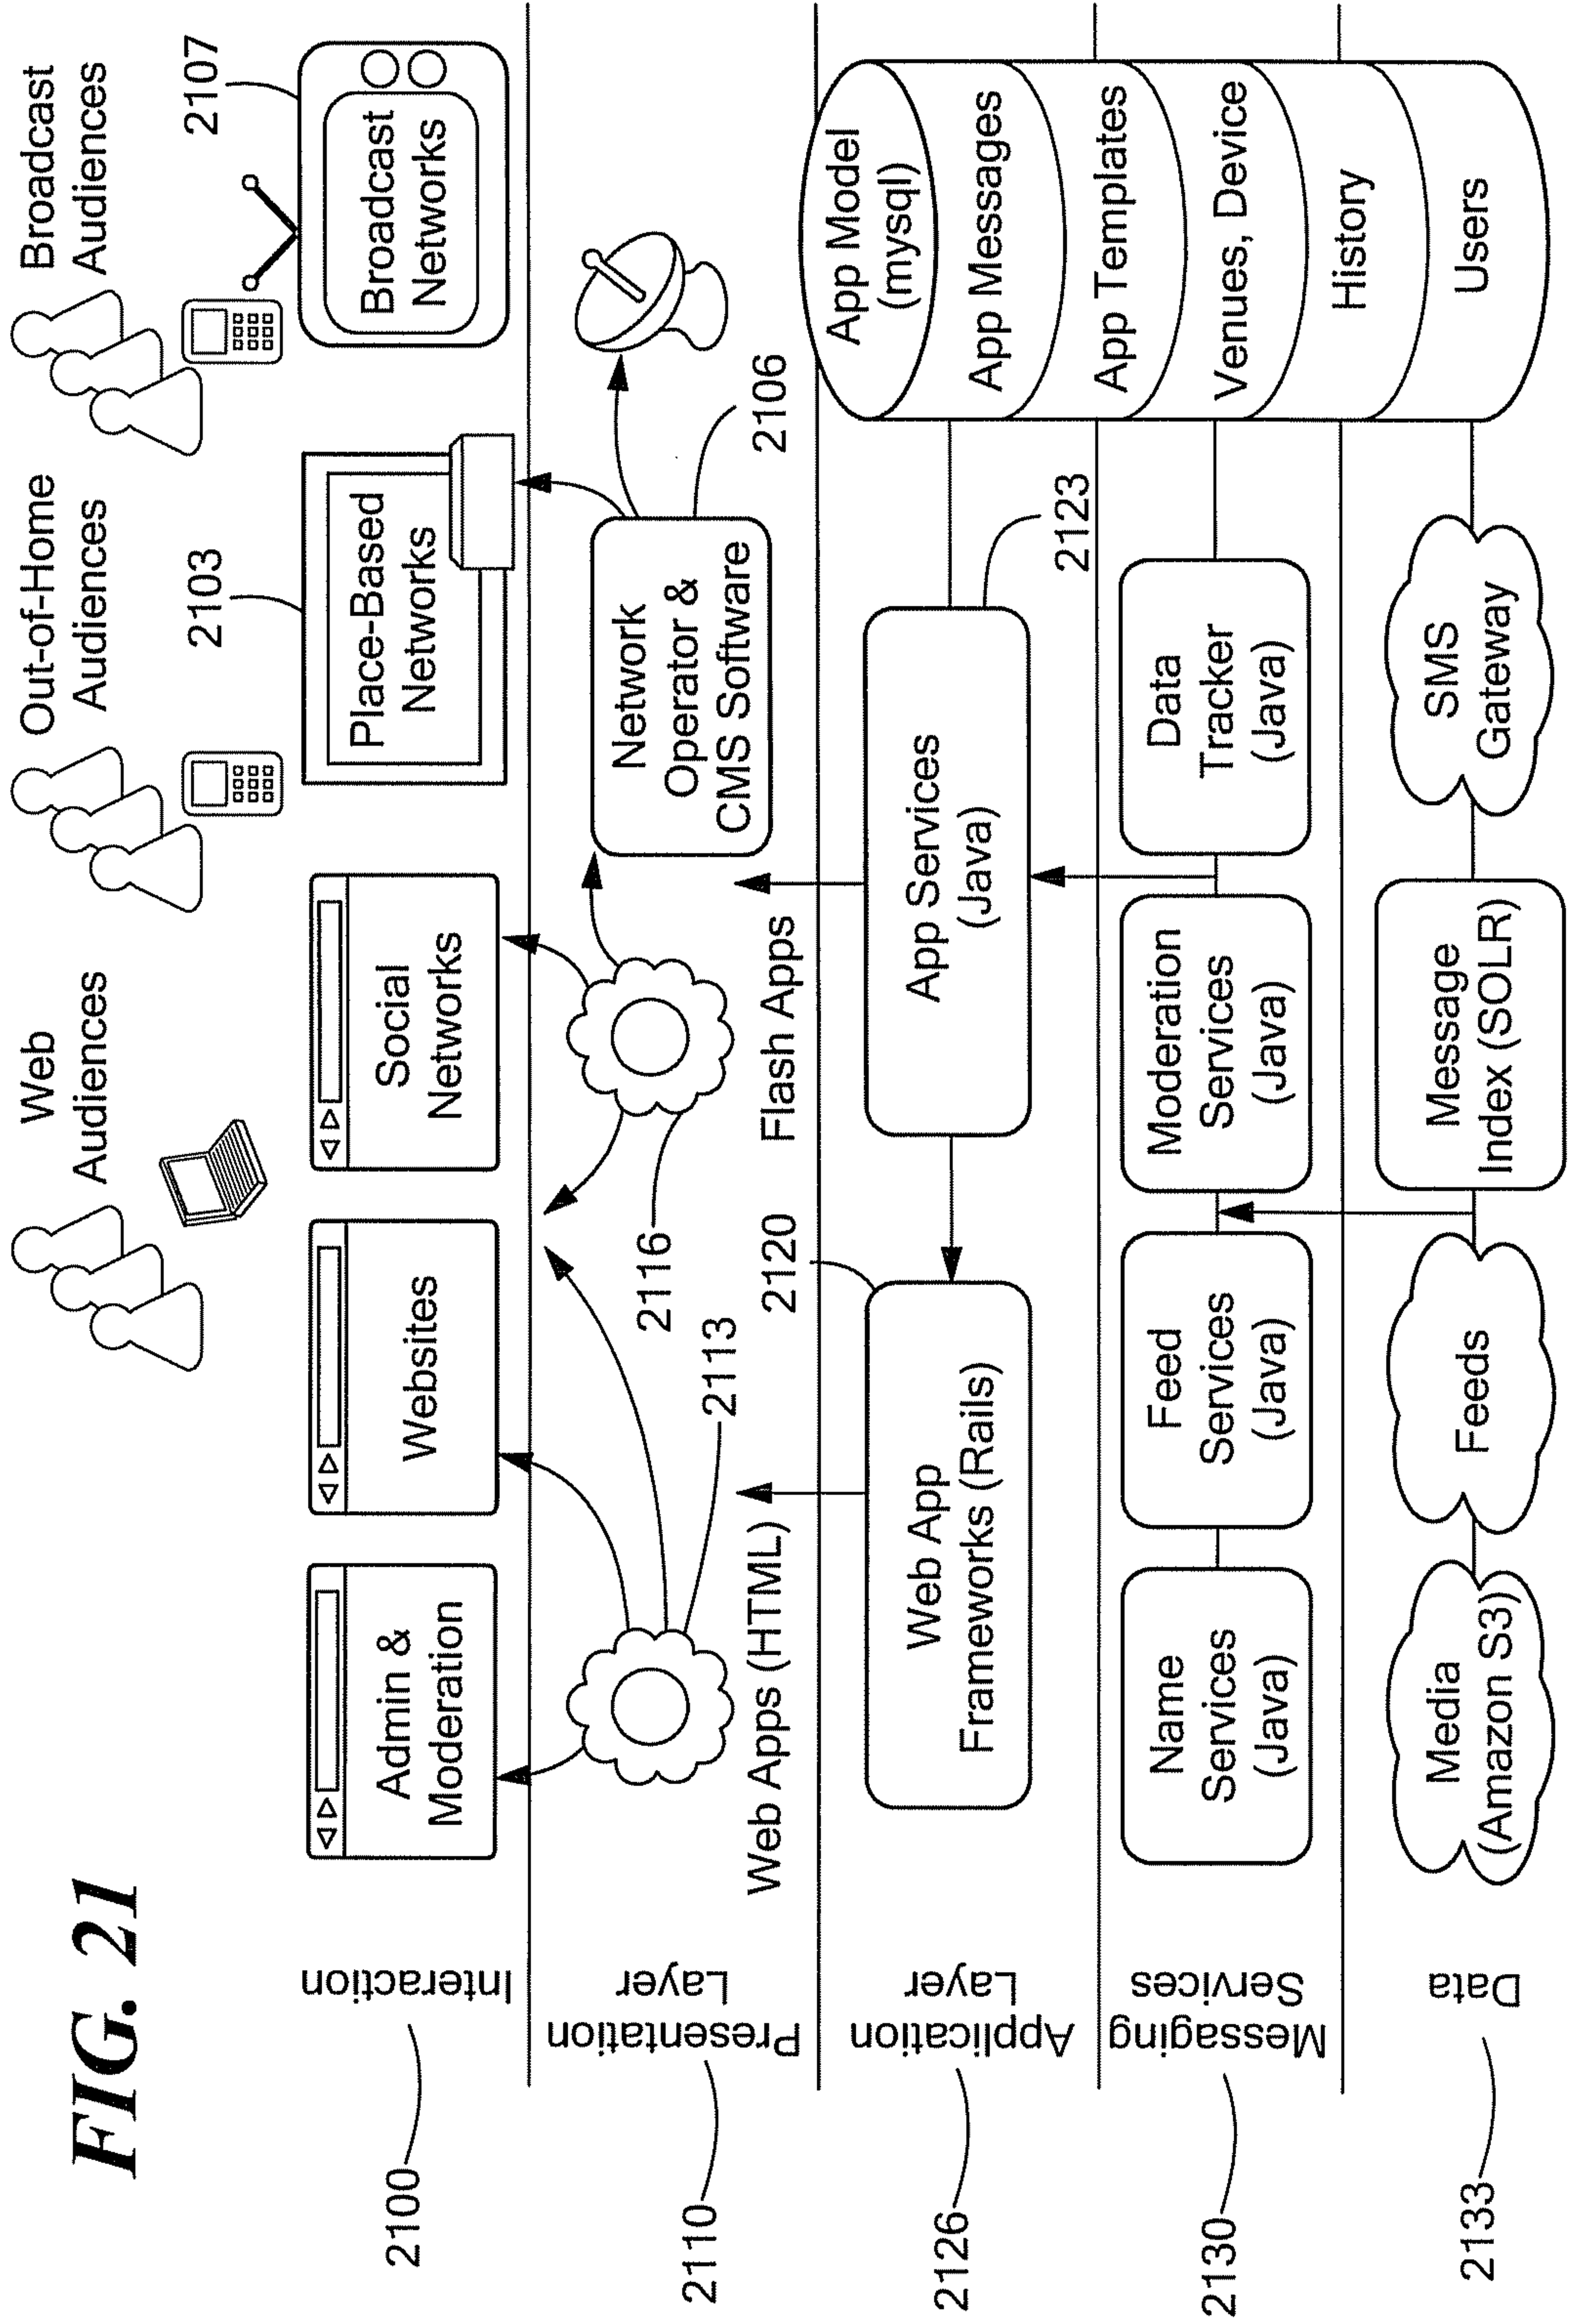 FIG. 21
Web
Audiences
Out-of-Home
Audiences
Broadcast
Audiences
2103
2107
2100
Interaction
Admin &
Moderation
Websites
Social
Networks
Place-Based
Networks
Broadcast
Networks
2110
Presentation
Layer
2113
2116
Network
Operator &
CMS Software
2106
Web Apps (HTML)
2120
Flash Apps
2126
Application
Layer
Web App
Frameworks (Rails)
App Services
(Java)
2123
2130
Messaging
Services
Name
Services
(Java)
Feed
Services
(Java)
Moderation
Services
(Java)
Data
Tracker
(Java)
2133
Data
Media
(Amazon S3)
Feeds
Message
Index (SOLR)
SMS
Gateway
App Model
(mysql)
App Messages
App Templates
Venues, Device
History
Users